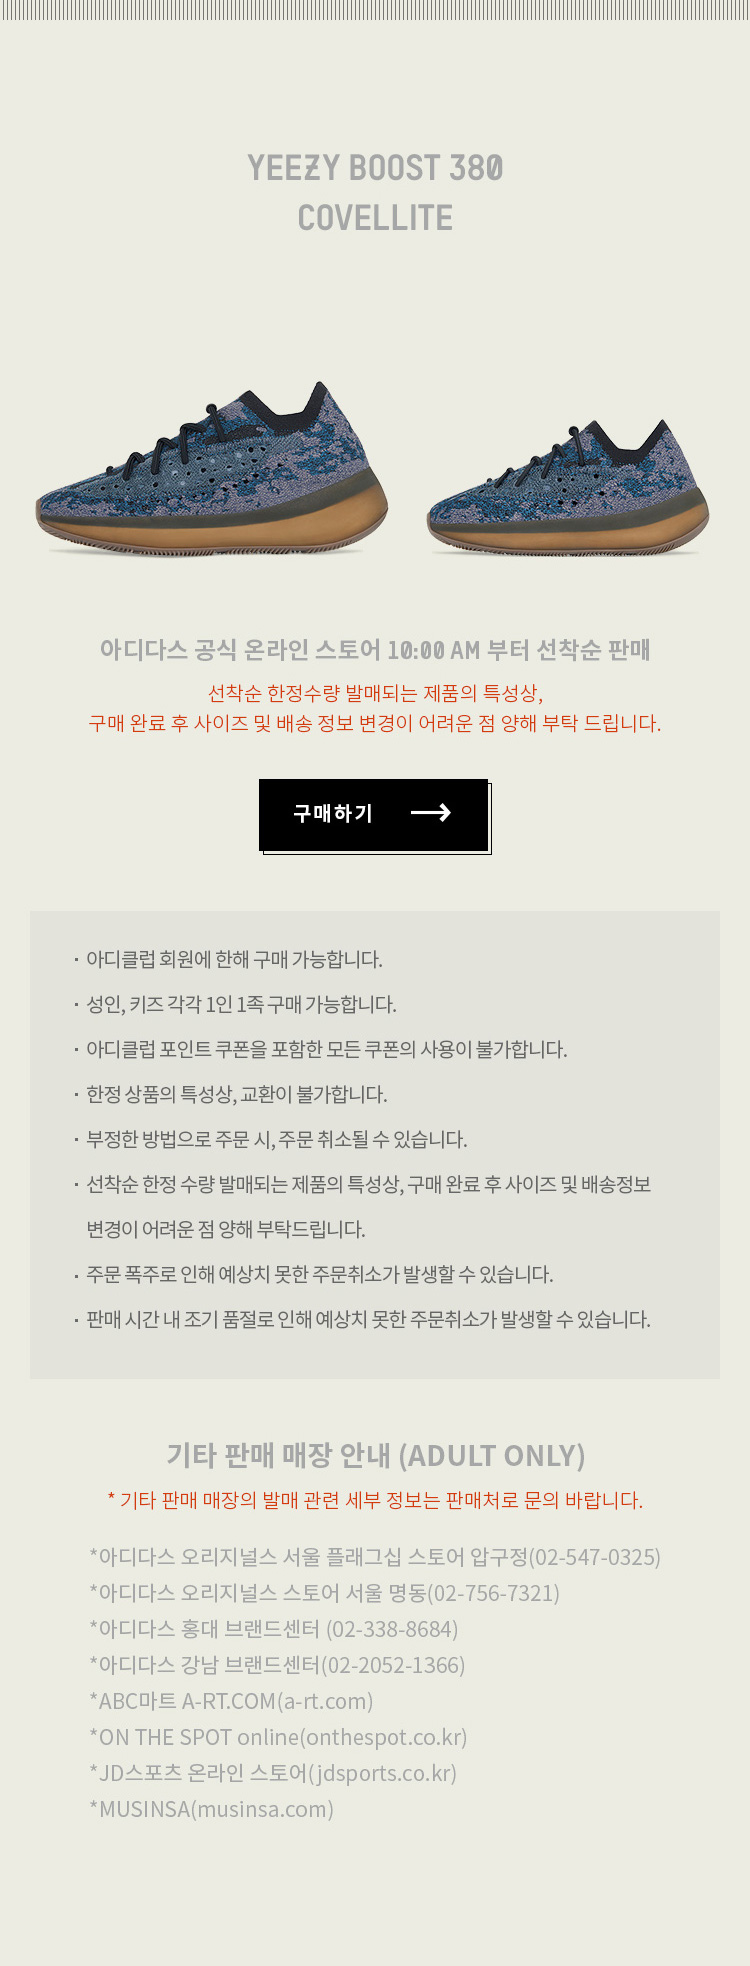 YEEZY BOOST 380
COVELLITE
아디다스 공식 온라인 스토어 10:00 AM 부터 선착순 판매
선착순 한정수량 발매되는 제품의 특성상,
구매 완료 후 사이즈 및 배송 정보 변경이 어려운 점 양해 부탁 드립니다.
구매하기 →
· 아디클럽 회원에 한해 구매 가능합니다.
· 성인, 키즈 각각 1인 1족 구매 가능합니다.
· 아디클럽 포인트 쿠폰을 포함한 모든 쿠폰의 사용이 불가합니다.
· 한정 상품의 특성상, 교환이 불가합니다.
· 부정한 방법으로 주문 시, 주문 취소될 수 있습니다.
· 선착순 한정 수량 발매되는 제품의 특성상, 구매 완료 후 사이즈 및 배송정보
변경이 어려운 점 양해 부탁드립니다.
· 주문 폭주로 인해 예상치 못한 주문취소가 발생할 수 있습니다.
· 판매 시간 내 조기 품절로 인해 예상치 못한 주문취소가 발생할 수 있습니다.
기타 판매 매장 안내 (ADULT ONLY)
* 기타 판매 매장의 발매 관련 세부 정보는 판매처로 문의 바랍니다.
*아디다스 오리지널스 서울 플래그십 스토어 압구정(02-547-0325)
*아디다스 오리지널스 스토어 서울 명동(02-756-7321)
*아디다스 홍대 브랜드센터 (02-338-8684)
*아디다스 강남 브랜드센터(02-2052-1366)
*ABC마트 A-RT.COM(a-rt.com)
*ON THE SPOT online(onthespot.co.kr)
*JD스포츠 온라인 스토어(jdsports.co.kr)
*MUSINSA(musinsa.com)